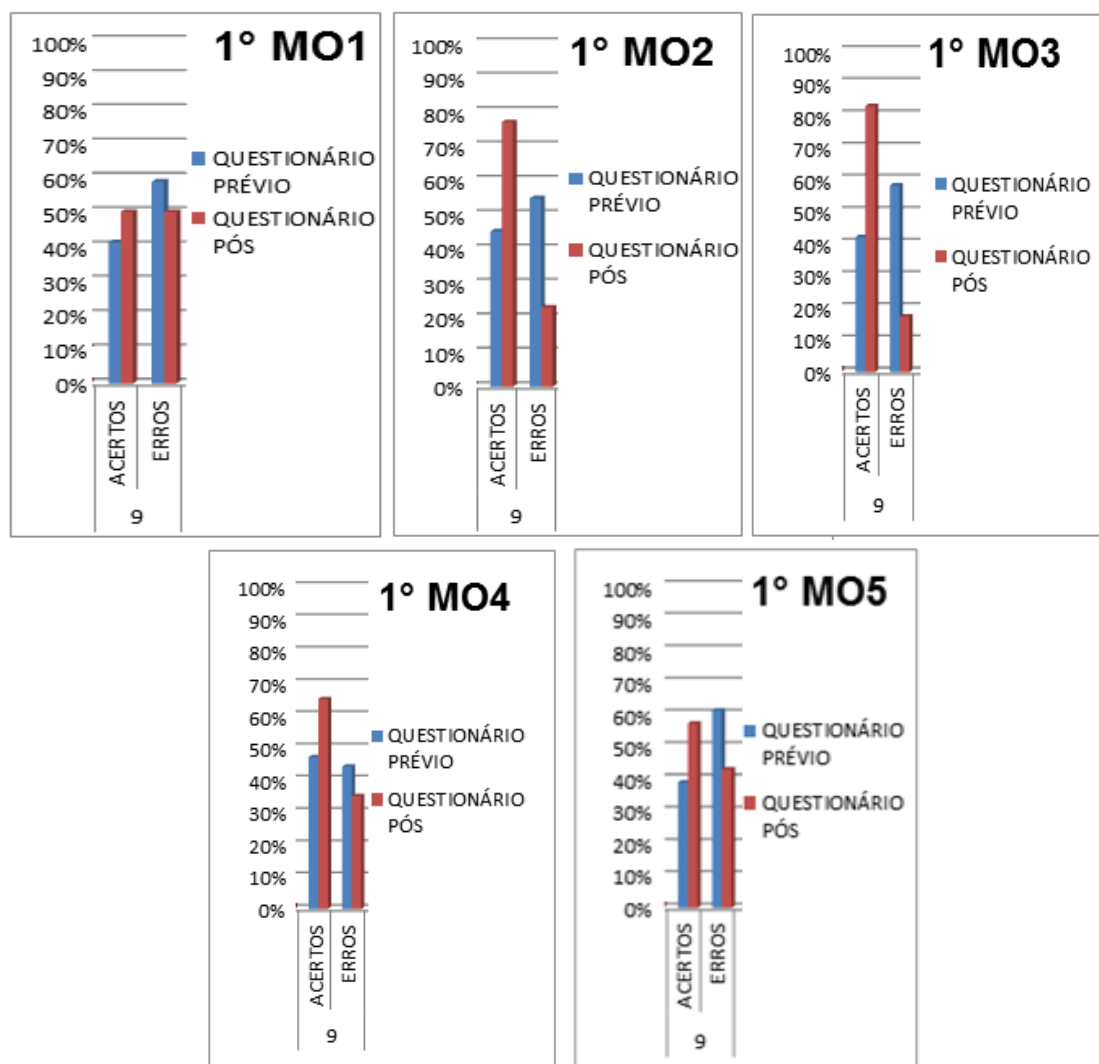 1° MO1
100%
90%
80%
70%
60%
50%
40%
30%
20%
10%
0%
QUESTIONÁRIO
PRÉVIO
QUESTIONÁRIO
PÓS
ACERTOS
ERROS
9
1° MO2
100%
90%
80%
70%
60%
50%
40%
30%
20%
10%
0%
QUESTIONÁRIO
PRÉVIO
QUESTIONÁRIO
PÓS
ACERTOS
ERROS
9
1° MO3
100%
90%
80%
70%
60%
50%
40%
30%
20%
10%
0%
QUESTIONÁRIO
PRÉVIO
QUESTIONÁRIO
PÓS
ACERTOS
ERROS
9
1° MO4
100%
90%
80%
70%
60%
50%
40%
30%
20%
10%
0%
QUESTIONÁRIO
PRÉVIO
QUESTIONÁRIO
PÓS
ACERTOS
ERROS
9
1° MO5
100%
90%
80%
70%
60%
50%
40%
30%
20%
10%
0%
QUESTIONÁRIO
PRÉVIO
QUESTIONÁRIO
PÓS
ACERTOS
ERROS
9